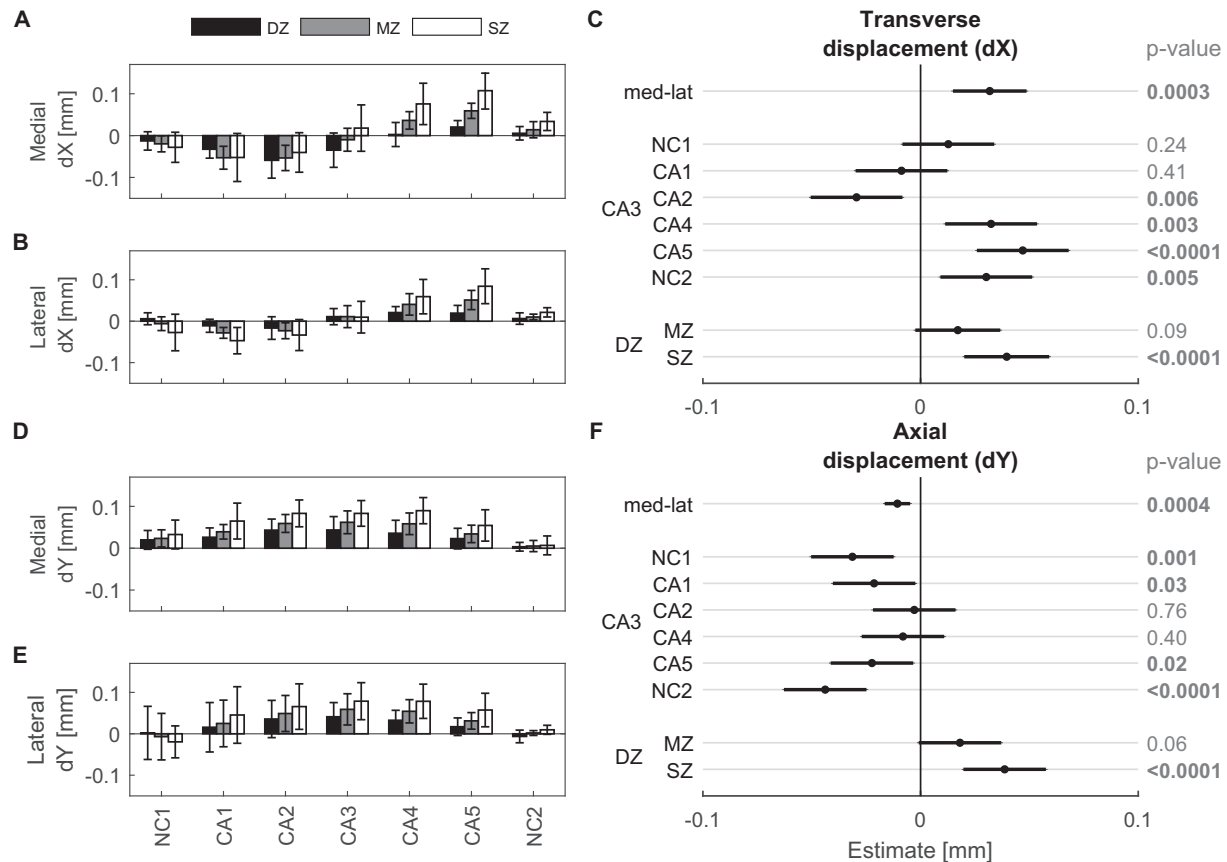 A
DZ MZ SZ
0.1
0
-0.1
Medial
dX [mm]
B
0.1
0
-0.1
Lateral
dX [mm]
D
0.1
0
-0.1
Medial
dY [mm]
E
0.1
0
-0.1
Lateral
dY [mm]
NC1 CA1 CA2 CA3 CA4 CA5 NC2
C
Transverse
displacement (dX)
p-value
med-lat 0.0003
NC1 0.24
CA1 0.41
CA3
CA2 0.006
CA4 0.003
CA5 <0.0001
NC2 0.005
DZ
MZ 0.09
SZ <0.0001
-0.1 0 0.1
F
Axial
displacement (dY)
p-value
med-lat 0.0004
NC1 0.001
CA1 0.03
CA3
CA2 0.76
CA4 0.40
CA5 0.02
NC2 <0.0001
DZ
MZ 0.06
SZ <0.0001
-0.1 0 0.1
Estimate [mm]